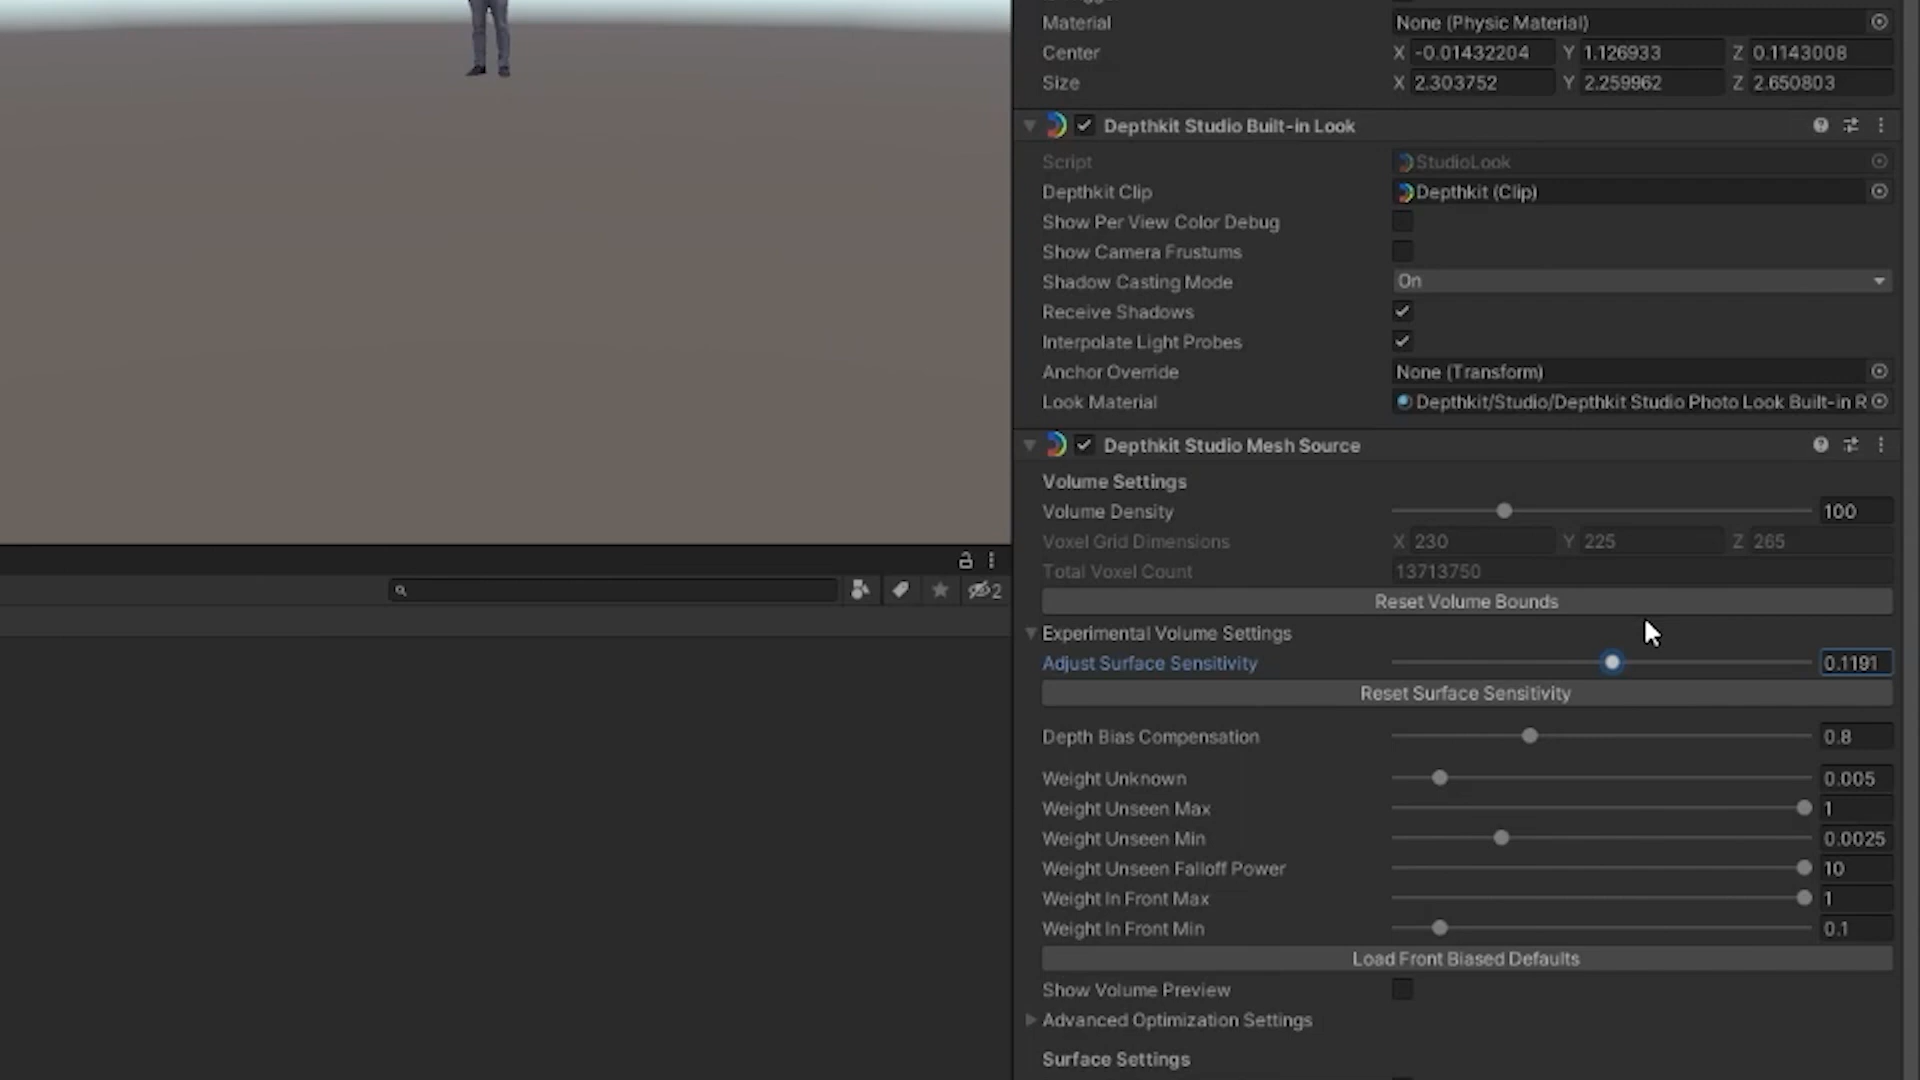 Material None (Physic Material)
Center X -0.01432204 Y 1.126933 Z 0.1143008
Size X 2.303752 Y 2.259962 Z 2.650803
Depthkit Studio Built-in Look
Script StudioLook
Depthkit Clip Depthkit (Clip)
Show Per View Color Debug
Show Camera Frustums
Shadow Casting Mode On
Receive Shadows
Interpolate Light Probes
Anchor Override None (Transform)
Look Material Depthkit/Studio/Depthkit Studio Photo Look Built-in R
Depthkit Studio Mesh Source
Volume Settings
Volume Density 100
Voxel Grid Dimensions X 230 Y 225 Z 265
Total Voxel Count 13713750
2
Reset Volume Bounds
Experimental Volume Settings
Adjust Surface Sensitivity 0.1191
Reset Surface Sensitivity
Depth Bias Compensation 0.8
Weight Unknown 0.005
Weight Unseen Max 1
Weight Unseen Min 0.0025
Weight Unseen Falloff Power 10
Weight In Front Max 1
Weight In Front Min 0.1
Load Front Biased Defaults
Show Volume Preview
Advanced Optimization Settings
Surface Settings